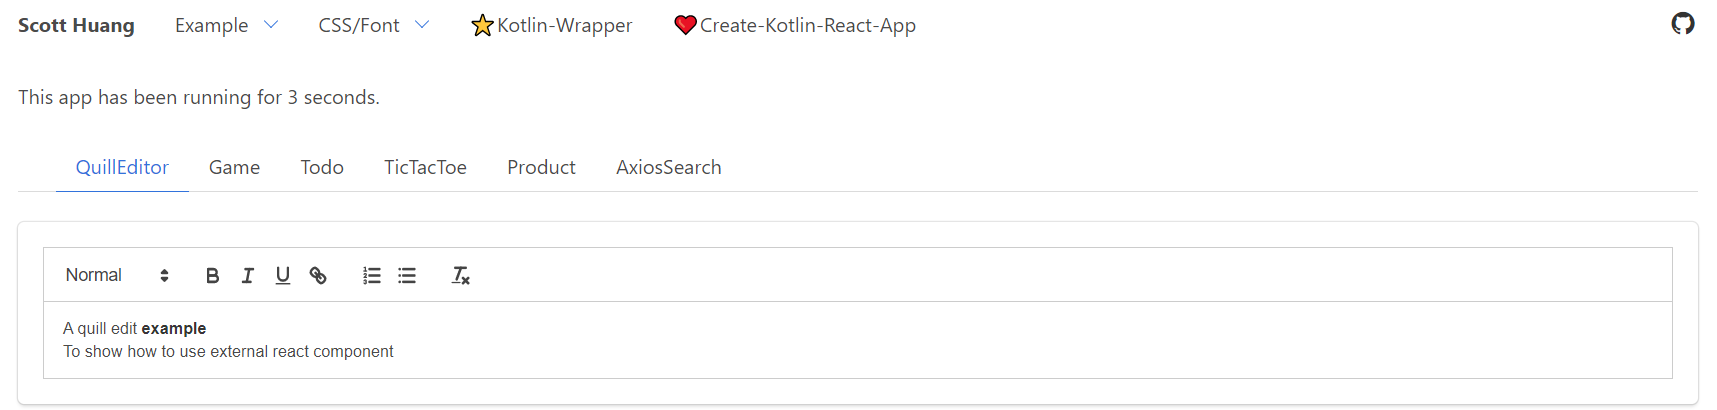 Scott Huang Example CSS/Font Kotlin-Wrapper Create-Kotlin-React-App
This app has been running for 3 seconds.
QuillEditor Game Todo TicTacToe Product AxiosSearch
Normal
A quill edit example
To show how to use external react component